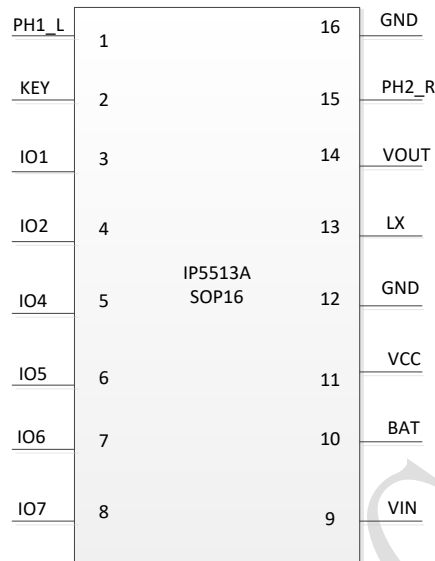 PH1_L 1 16 GND
KEY 2 15 PH2_R
IO1 3 14 VOUT
IO2 4 13 LX
IP5513A
SOP16
IO4 5 12 GND
IO5 6 11 VCC
IO6 7 10 BAT
IO7 8 9 VIN